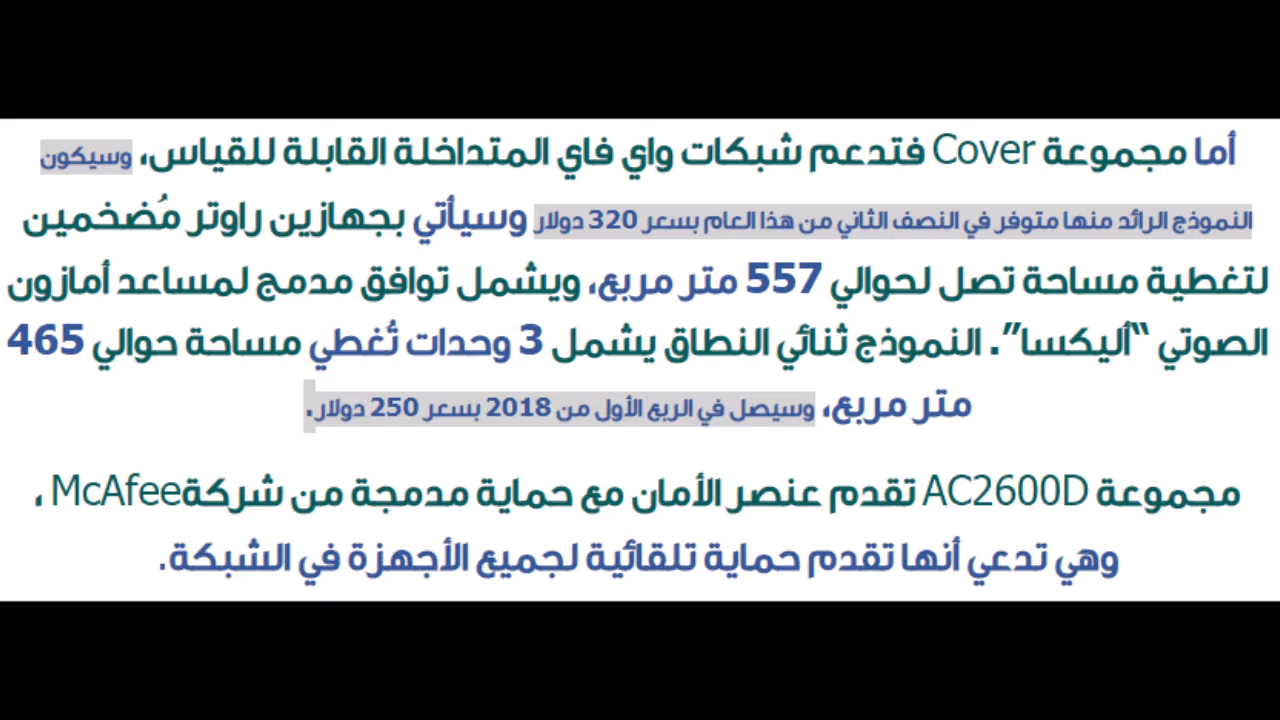 أما مجموعة Cover فتدعم شبكات واي فاي المتداخلة القابلة للقياس، وسيكون
النموذج الرائد منها متوفر في النصف الثاني من هذا العام بسعر 320 دولار وسيأتي بجهازين راوتر مُضخمين
لتغطية مساحة تصل لحوالي 557 متر مربع، ويشمل توافق مدمج لمساعد أمازون
الصوتي “أليكسا”. النموذج ثنائي النطاق يشمل 3 وحدات تُغطي مساحة حوالي 465
متر مربع، وسيصل في الربع الأول من 2018 بسعر 250 دولار.
مجموعة AC2600D تقدم عنصر الأمان مع حماية مدمجة من شركةMcAfee ،
وهي تدعي أنها تقدم حماية تلقائية لجميع الأجهزة في الشبكة.